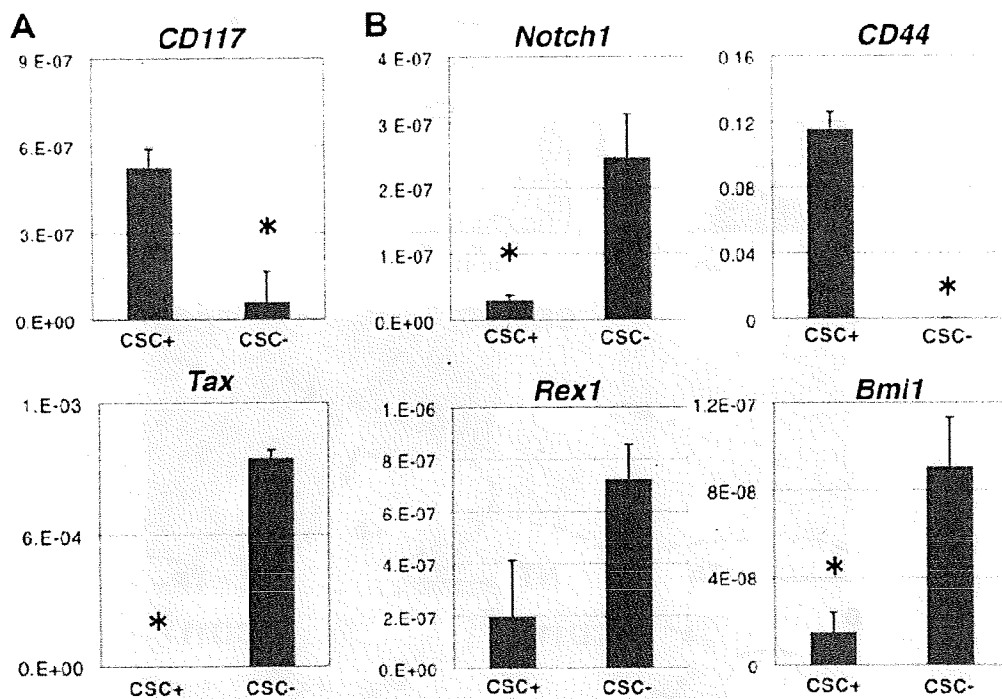 A
CD117
9 E-07
6.E-07
3.E-07
0.E+00
*
CSC+ CSC-
Tax
1.E-03
6.E-04
0.E+00
*
CSC+ CSC-
B
Notch1
4 E-07
3 E-07
2.E-07
1.E-07
0.E+00
*
CSC+ CSC-
CD44
0 16
0.12
0.08
0.04
0
*
CSC+ CSC-
Rex1
1.E-06
8.E-07
6.E-07
4.E-07
2.E-07
0.E+00
CSC+ CSC-
Bmi1
1.2E-07
8E-08
4E-08
0
*
CSC+ CSC-